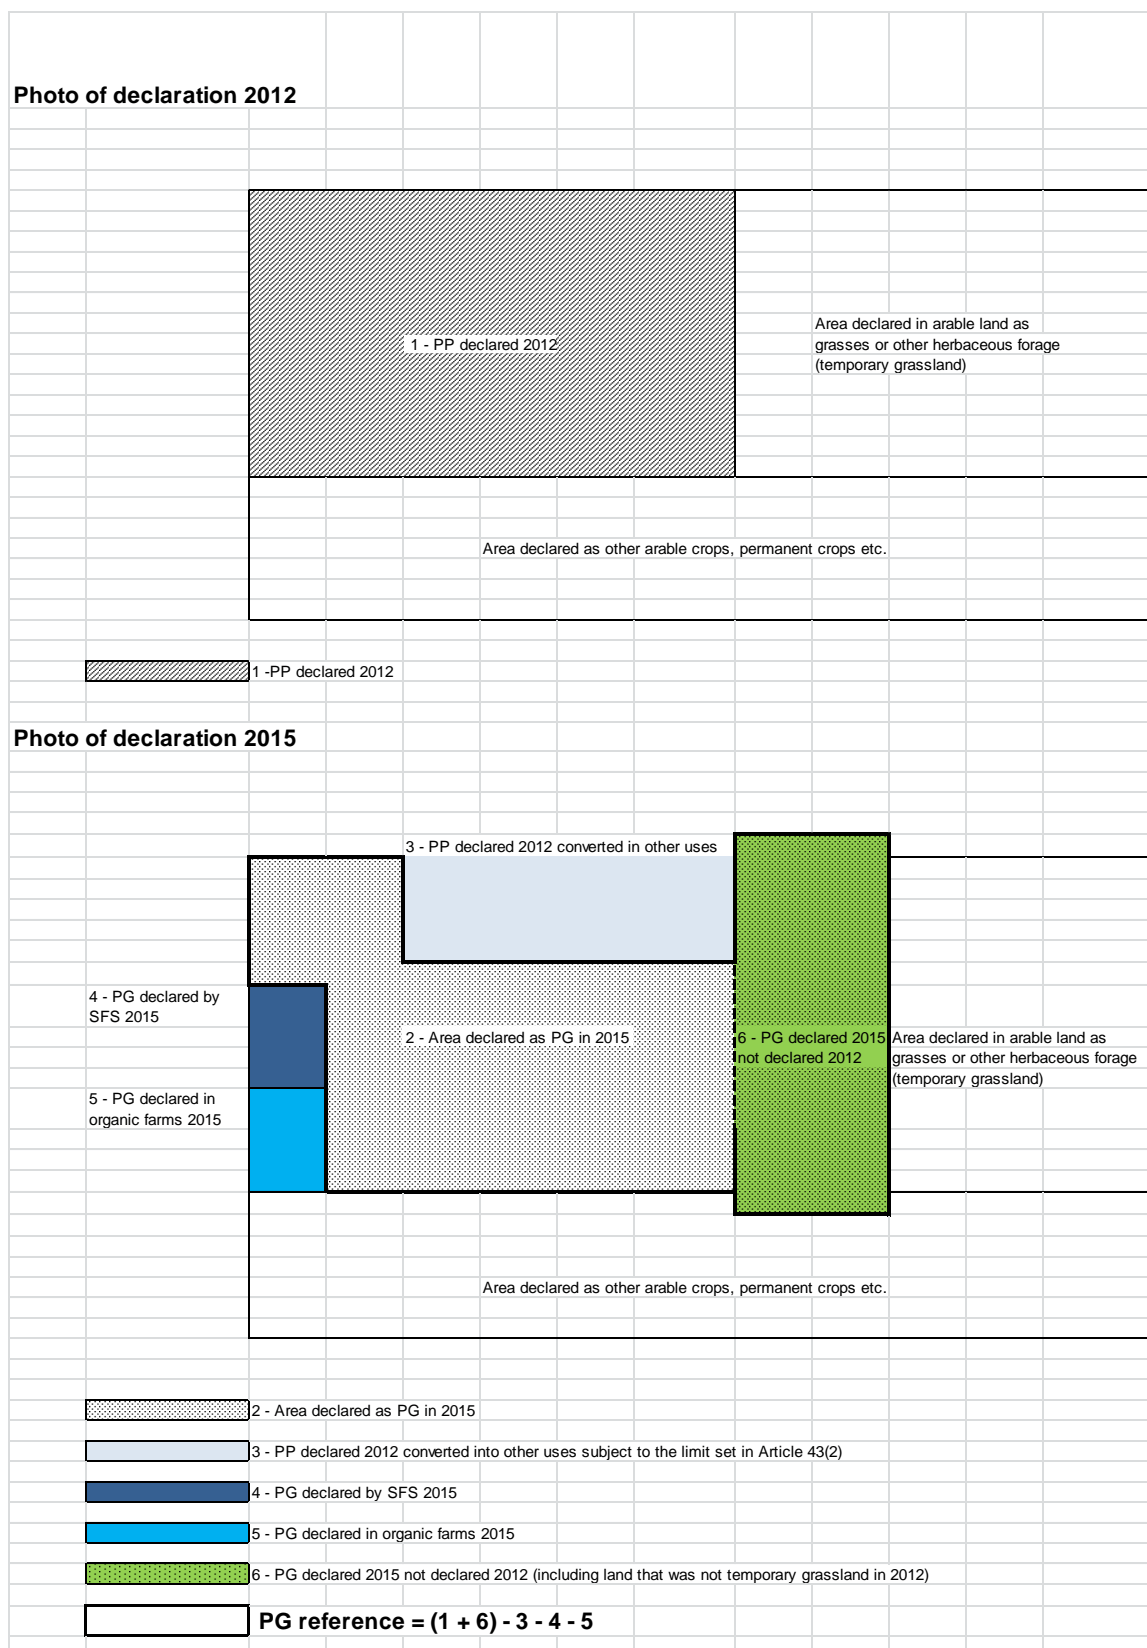 Photo of declaration 2012
Area declared in arable land as
1 - PP declared 2012
grasses or other herbaceous forage
(temporary grassland)
Area declared as other arable crops, permanent crops etc.
1 -PP declared 2012
Photo of declaration 2015
3 - PP declared 2012 converted in other uses
4 - PG declared by
SFS 2015
2 - Area declared as PG in 2015
6 - PG declared 2015
not declared 2012
Area declared in arable land as
grasses or other herbaceous forage
(temporary grassland)
5 - PG declared in
organic farms 2015
Area declared as other arable crops, permanent crops etc.
2 - Area declared as PG in 2015
3 - PP declared 2012 converted into other uses subject to the limit set in Article 43(2)
4 - PG declared by SFS 2015
5 - PG declared in organic farms 2015
6 - PG declared 2015 not declared 2012 (including land that was not temporary grassland in 2012)
PG reference = (1 + 6) - 3 - 4 - 5